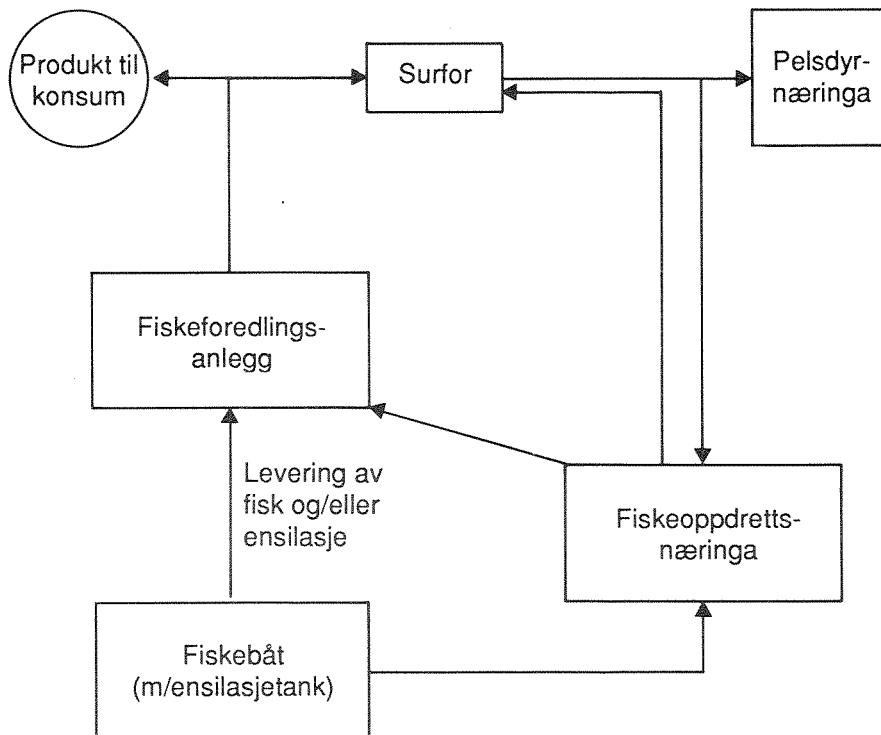 Produkt til
konsum
Surfor
Pelsdyr-
næringa
Fiskeforedlings-
anlegg
Levering av
fisk og/eller
ensilasje
Fiskeoppdretts-
næringa
Fiskebåt
(m/ensilasjetank)